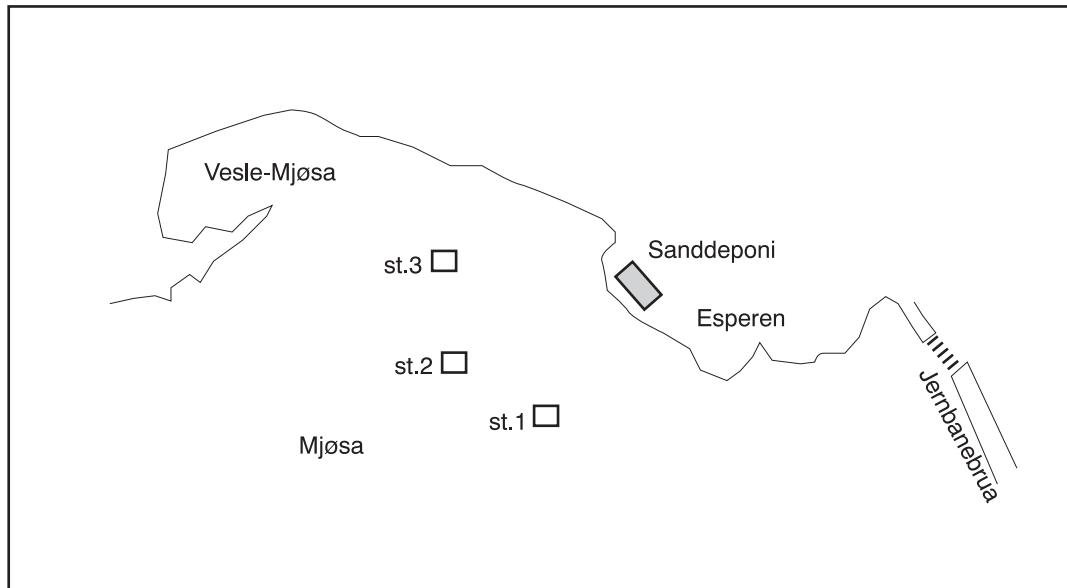 Vesle-Mjøsa
Sanddeponi
st.3
Esperen
st.2
Jernbanebrua
st.1
Mjøsa